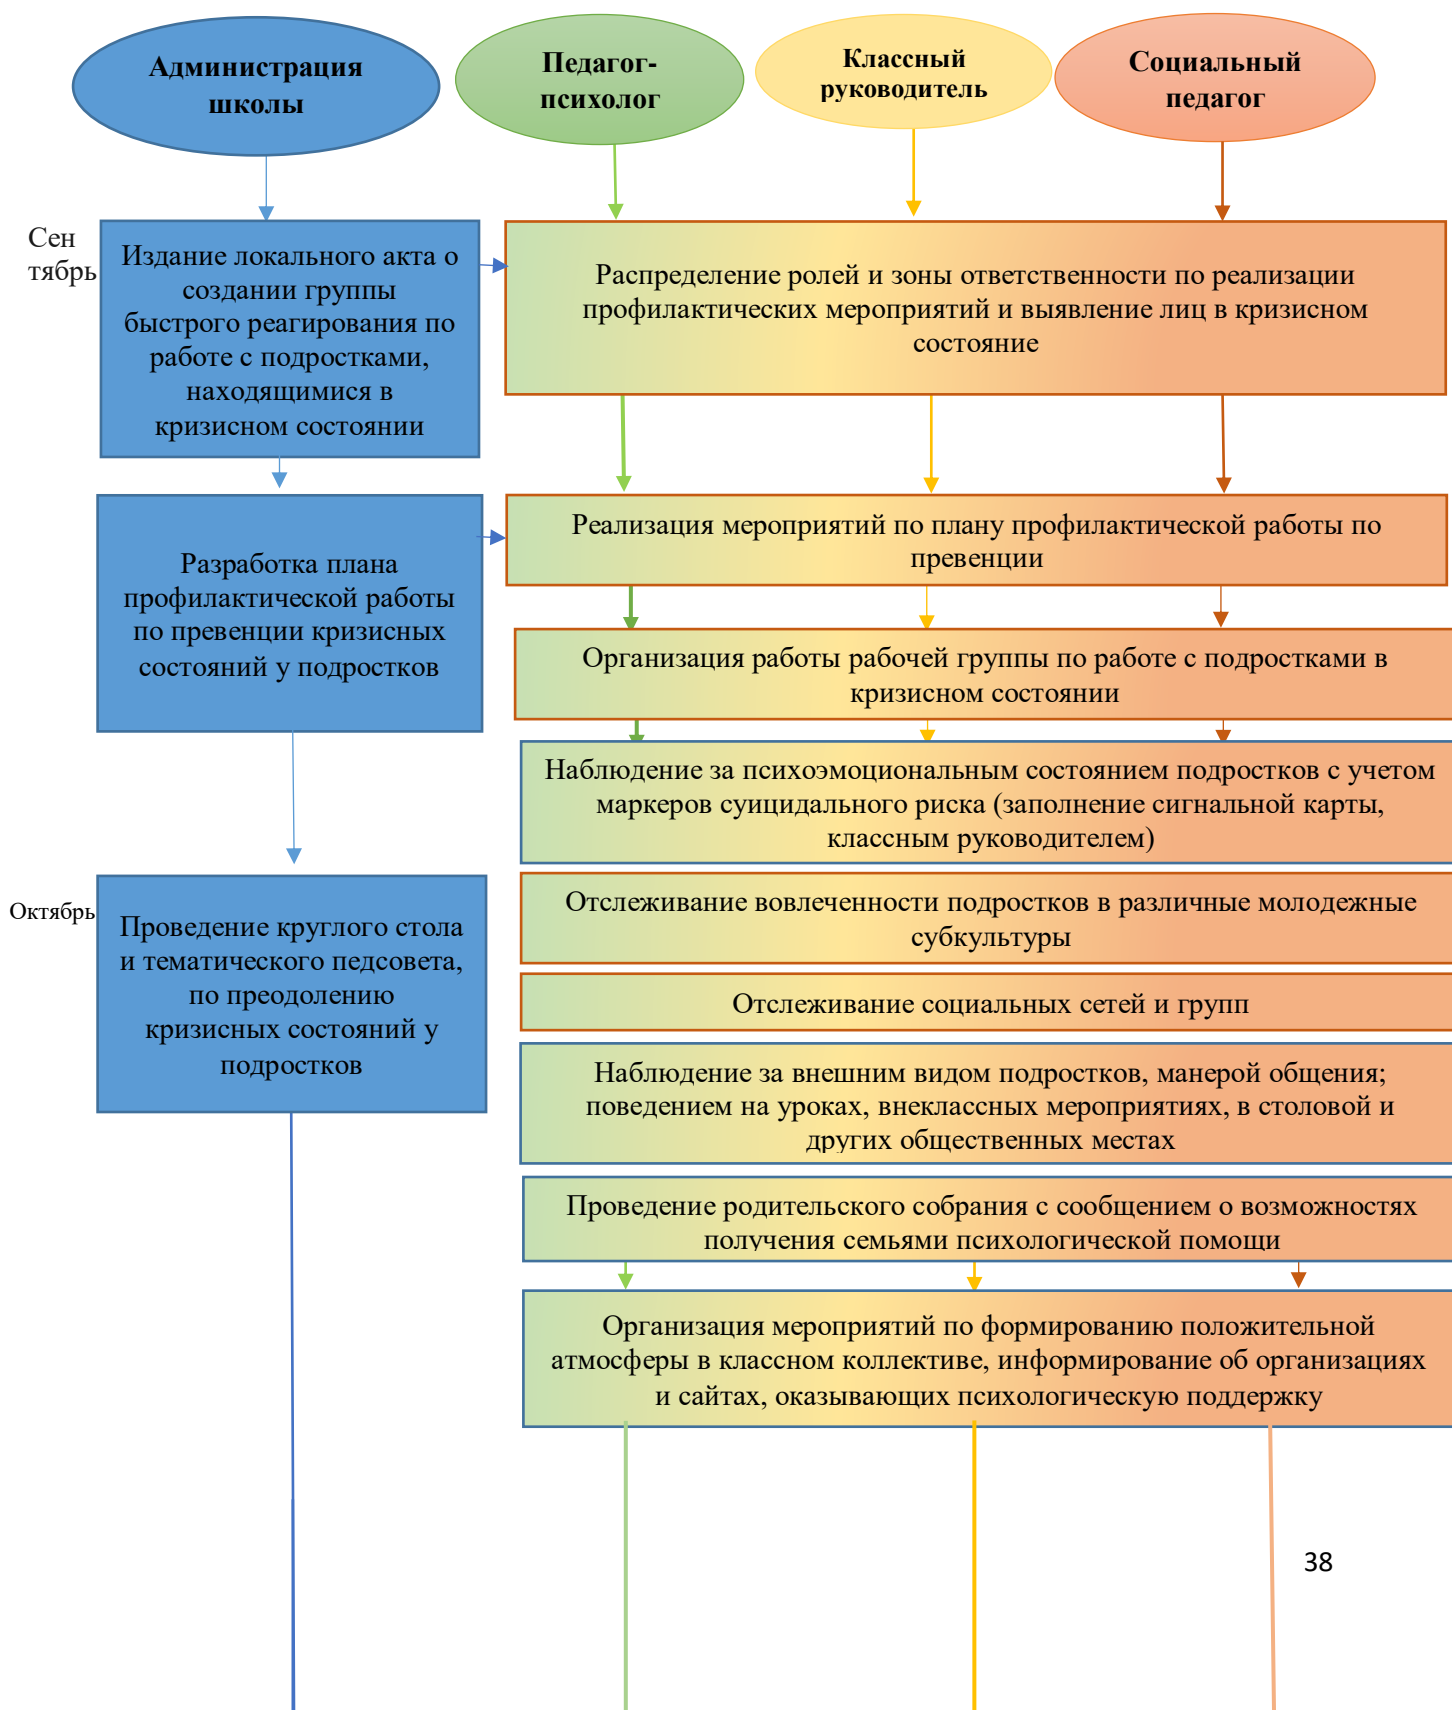 Администрация
школы
Педагог-
психолог
Классный
руководитель
Социальный
педагог
Сен
тябрь
Издание локального акта о
создании группы
быстрого реагирования по
работе с подростками,
находящимися в
кризисном состоянии
Распределение ролей и зоны ответственности по реализации
профилактических мероприятий и выявление лиц в кризисном
состояние
Разработка плана
профилактической работы
по превенции кризисных
состояний у подростков
Реализация мероприятий по плану профилактической работы по
превенции
Организация работы рабочей группы по работе с подростками в
кризисном состоянии
Наблюдение за психоэмоциональным состоянием подростков с учетом
маркеров суицидального риска (заполнение сигнальной карты,
классным руководителем)
Октябрь
Проведение круглого стола
и тематического педсовета,
по преодолению
кризисных состояний у
подростков
Отслеживание вовлеченности подростков в различные молодежные
субкультуры
Отслеживание социальных сетей и групп
Наблюдение за внешним видом подростков, манерой общения;
поведением на уроках, внеклассных мероприятиях, в столовой и
других общественных местах
Проведение родительского собрания с сообщением о возможностях
получения семьями психологической помощи
Организация мероприятий по формированию положительной
атмосферы в классном коллективе, информирование об организациях
и сайтах, оказывающих психологическую поддержку
38